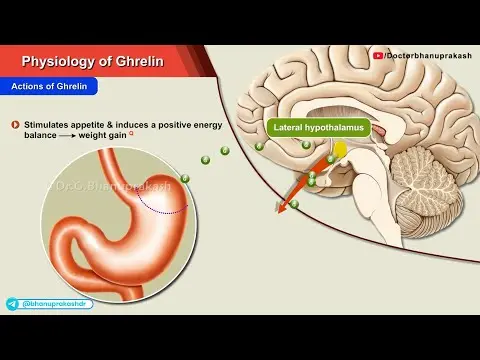 Physiology of Ghrelin
/Doctorbhanuprakash
Actions of Ghrelin
Stimulates appetite & induces a positive energy
balance → weight gain
Lateral hypothalamus
Dr.G.Bhanuprakash
@bhanuprakashdr